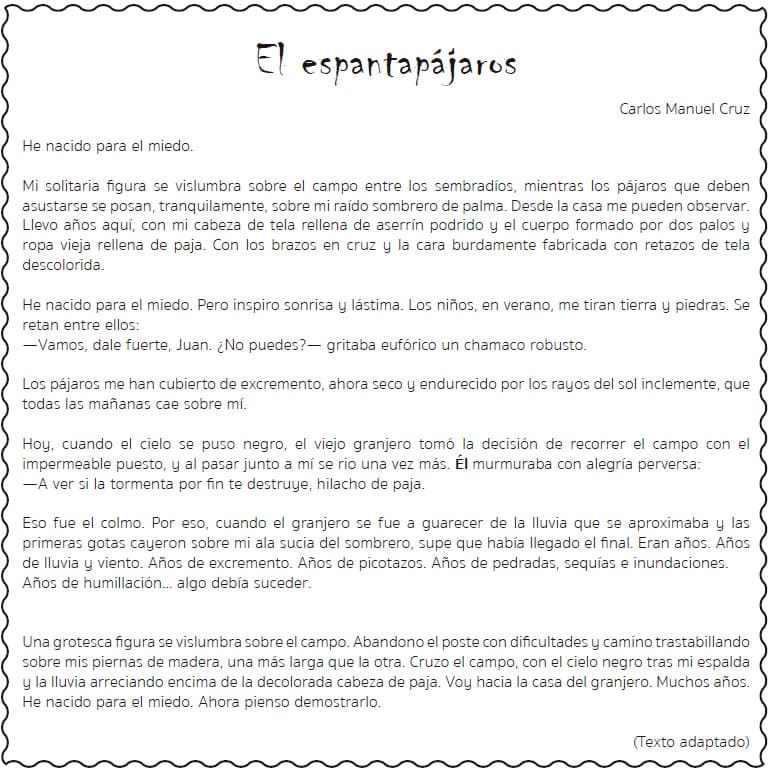 El espantapájaros
Carlos Manuel Cruz
He nacido para el miedo.
Mi solitaria figura se vislumbra sobre el campo entre los sembradíos, mientras los pájaros que deben
asustarse se posan, tranquilamente, sobre mi raído sombrero de palma. Desde la casa me pueden observar.
Llevo años aquí, con mi cabeza de tela rellena de aserrín podrido y el cuerpo formado por dos palos y
ropa vieja rellena de paja. Con los brazos en cruz y la cara burdamente fabricada con retazos de tela
descolorida.
He nacido para el miedo. Pero inspiro sonrisa y lástima. Los niños, en verano, me tiran tierra y piedras. Se
retan entre ellos:
—Vamos, dale fuerte, Juan. ¿No puedes?— gritaba eufórico un chamaco robusto.
Los pájaros me han cubierto de excremento, ahora seco y endurecido por los rayos del sol inclemente, que
todas las mañanas cae sobre mí.
Hoy, cuando el cielo se puso negro, el viejo granjero tomó la decisión de recorrer el campo con el
impermeable puesto, y al pasar junto a mí se rio una vez más. Él murmuraba con alegría perversa:
—A ver si la tormenta por fin te destruye, hilacho de paja.
Eso fue el colmo. Por eso, cuando el granjero se fue a guarecer de la lluvia que se aproximaba y las
primeras gotas cayeron sobre mi ala sucia del sombrero, supe que había llegado el final. Eran años. Años
de lluvia y viento. Años de excremento. Años de picotazos. Años de pedradas, sequías e inundaciones.
Años de humillación... algo debía suceder.
Una grotesca figura se vislumbra sobre el campo. Abandono el poste con dificultades y camino trastabillando
sobre mis piernas de madera, una más larga que la otra. Cruzo el campo, con el cielo negro tras mi espalda
y la lluvia arreciando encima de la decolorada cabeza de paja. Voy hacia la casa del granjero. Muchos años.
He nacido para el miedo. Ahora pienso demostrarlo.
(Texto adaptado)